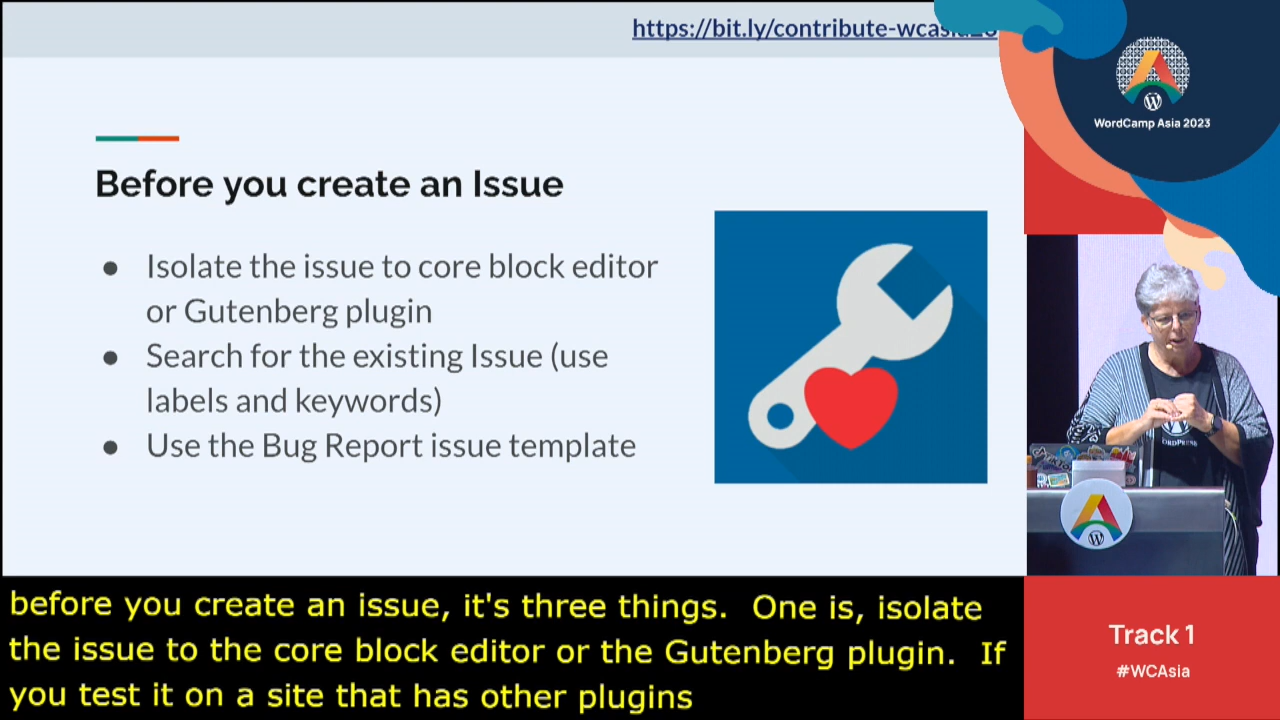 https://bit.ly/contribute-wcasia
WordCamp Asia 2023
Before you create an Issue
● Isolate the issue to core block editor
or Gutenberg plugin
● Search for the existing Issue (use
labels and keywords)
● Use the Bug Report issue template
before you create an issue, it's three things.  One is, isolate
the issue to the core block editor or the Gutenberg plugin.  If
you test it on a site that has other plugins
Track 1
#WCAsia